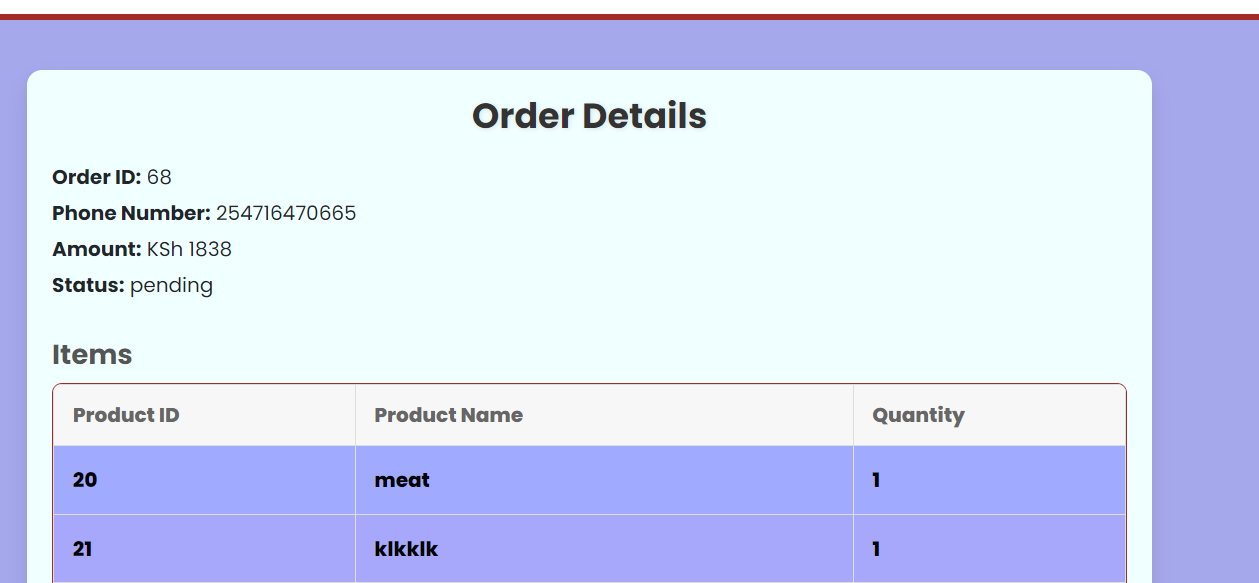 Order Details
Order ID: 68
Phone Number: 254716470665
Amount: KSh 1838
Status: pending
Items
Product ID Product Name Quantity
20 meat 1
21 klkklk 1